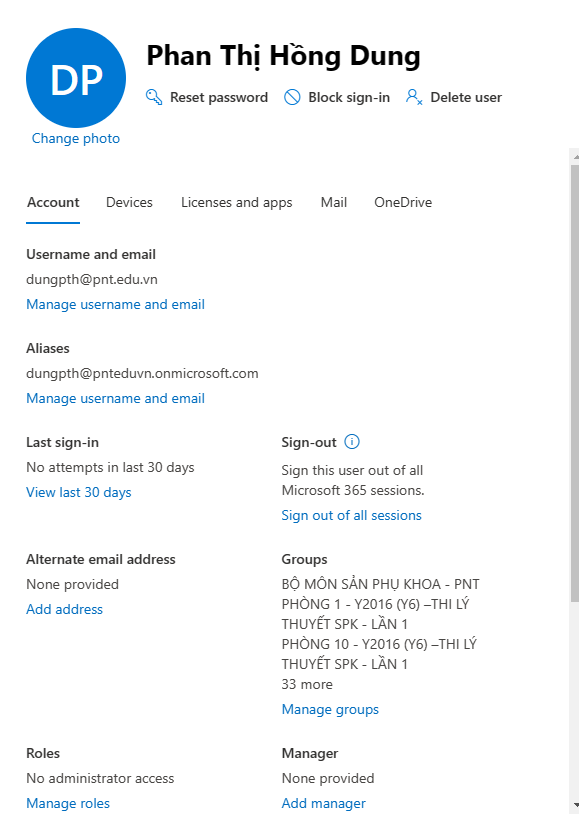 DP
Phan Thị Hồng Dung
Reset password
Block sign-in
Delete user
Change photo
Account
Devices
Licenses and apps
Mail
OneDrive
Username and email
dungpth@pnt.edu.vn
Manage username and email
Aliases
dungpth@pnteduvn.onmicrosoft.com
Manage username and email
Last sign-in
No attempts in last 30 days
View last 30 days
Sign-out
Sign this user out of all
Microsoft 365 sessions.
Sign out of all sessions
Alternate email address
None provided
Add address
Groups
BỘ MÔN SẢN PHỤ KHOA - PNT
PHÒNG 1 - Y2016 (Y6) –THI LÝ
THUYẾT SPK - LẦN 1
PHÒNG 10 - Y2016 (Y6) –THI LÝ
THUYẾT SPK - LẦN 1
33 more
Manage groups
Roles
No administrator access
Manage roles
Manager
None provided
Add manager